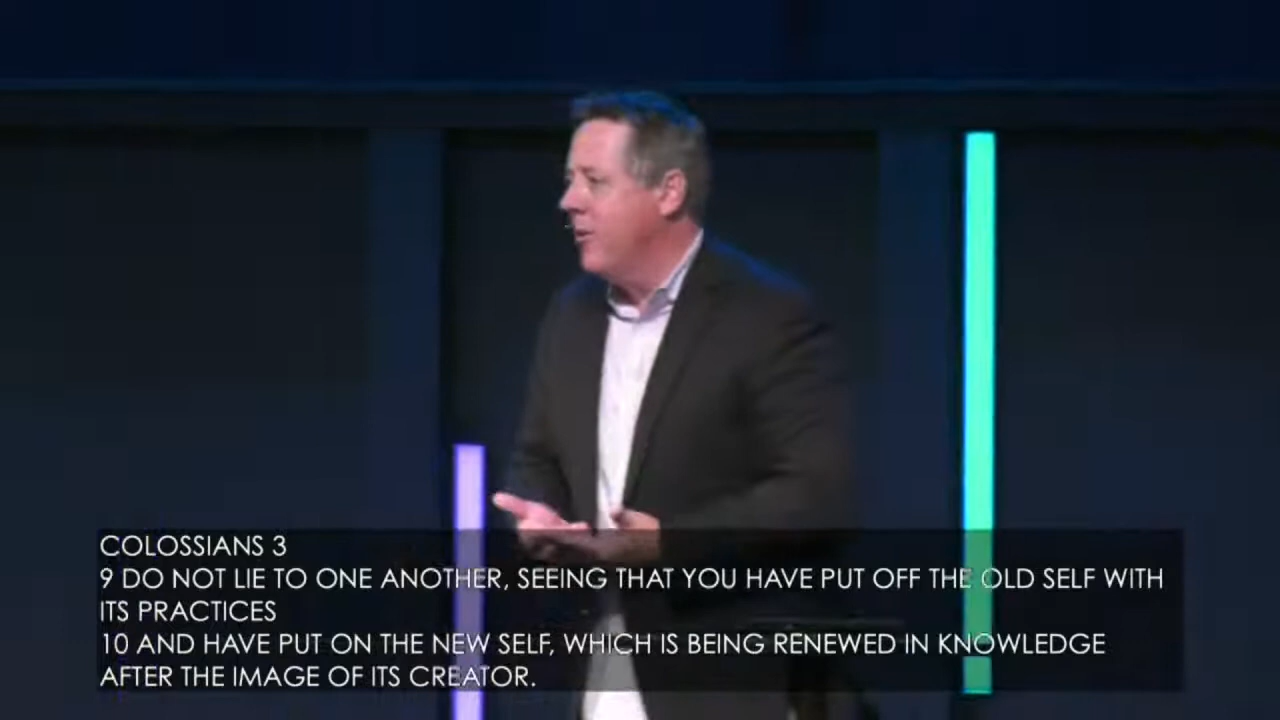 COLOSSIANS 3
9 DO NOT LIE TO ONE ANOTHER, SEEING THAT YOU HAVE PUT OFF THE OLD SELF WITH
ITS PRACTICES
10 AND HAVE PUT ON THE NEW SELF, WHICH IS BEING RENEWED IN KNOWLEDGE
AFTER THE IMAGE OF ITS CREATOR.